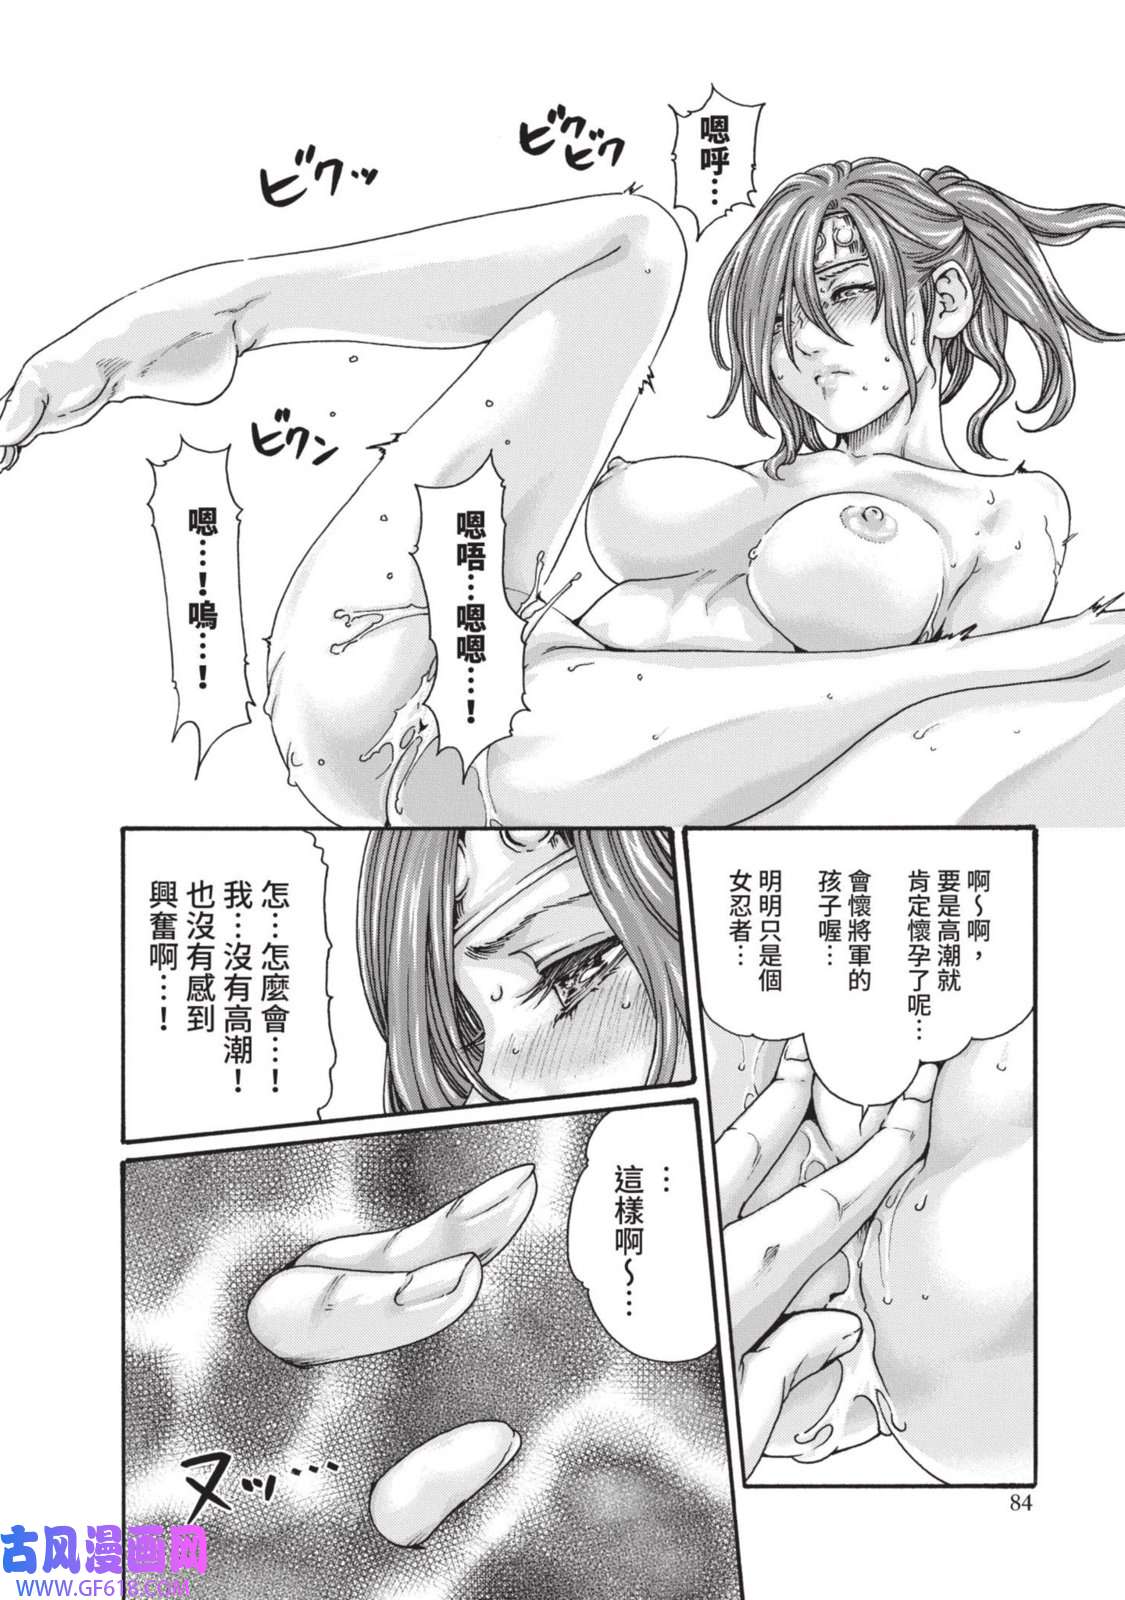 嗯呼…
ビクビク
ビクッ
ビクン
嗯唔…嗯嗯…！
嗯…！嗚…！
啊～啊，
要是高潮就
肯定懷孕了呢…
會懷將軍的
孩子喔…
明明只是個
女忍者…
怎…怎麼會…！
我…沒有高潮！
也沒有感到
興奮啊…！
…
這樣啊～…
ヌッ…
84
古风漫画网
WWW.GF618.COM